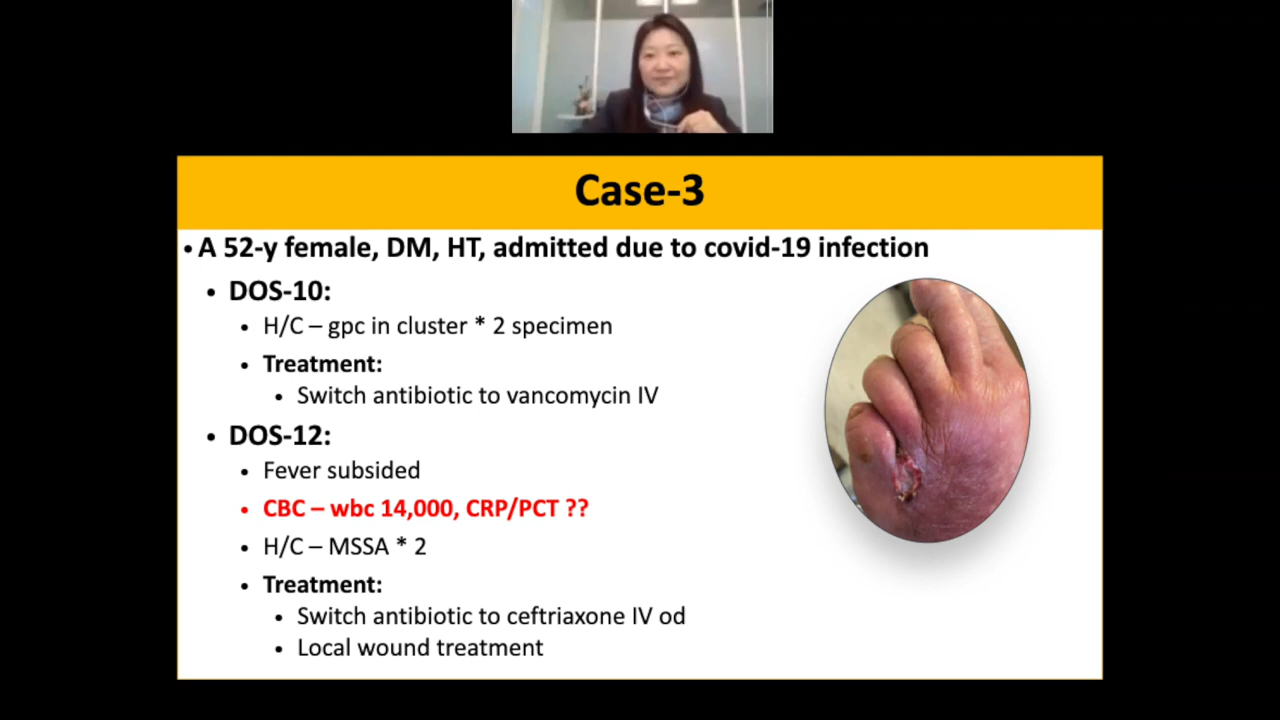 Case-3
• A 52-y female, DM, HT, admitted due to covid-19 infection
• DOS-10:
• H/C – gpc in cluster * 2 specimen
• Treatment:
• Switch antibiotic to vancomycin IV
• DOS-12:
• Fever subsided
• CBC – wbc 14,000, CRP/PCT ??
• H/C – MSSA * 2
• Treatment:
• Switch antibiotic to ceftriaxone IV od
• Local wound treatment